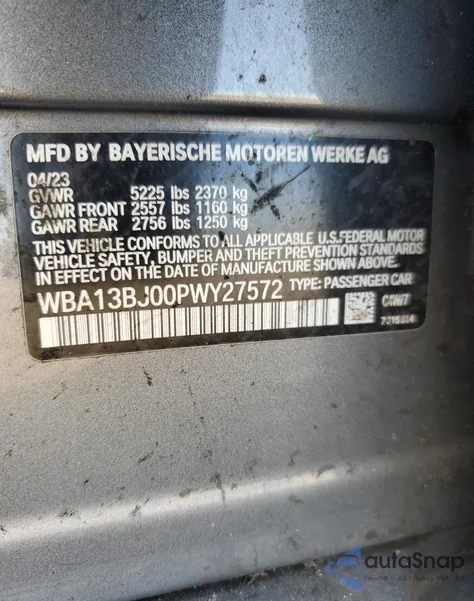 MFD BY BAYERISCHE MOTOREN WERKE AG
04/23
GVWR 5225 lbs 2370 kg
GAWR FRONT 2557 lbs 1160 kg
GAWR REAR 2756 lbs 1250 kg
THIS VEHICLE CONFORMS TO ALL APPLICABLE U.S.FEDERAL MOTOR
VEHICLE SAFETY, BUMPER AND THEFT PREVENTION STANDARDS
IN EFFECT ON THE DATE OF MANUFACTURE SHOWN ABOVE.
WBA13BJ00PWY27572 TYPE: PASSENGER CAR
C4W7
autaSnap